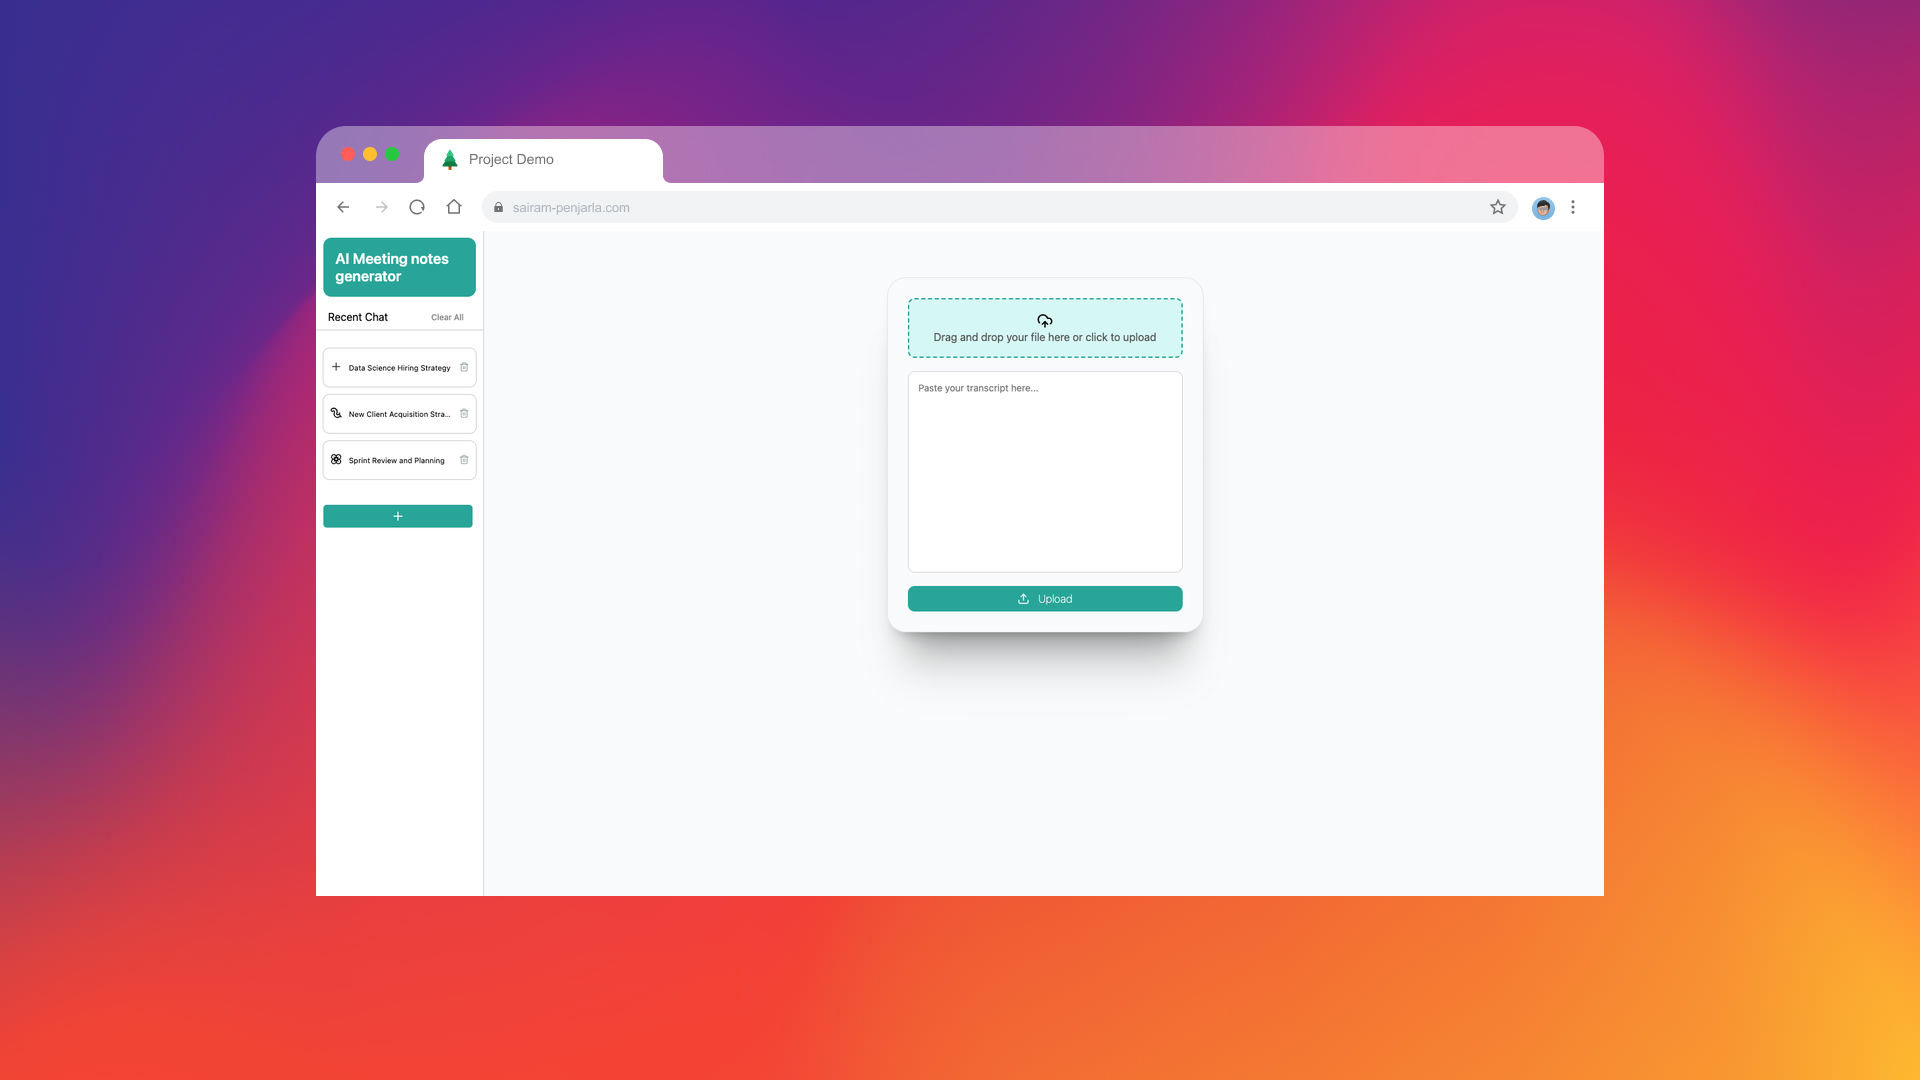 Project Demo
sairam-penjarla.com
AI Meeting notes
generator
Recent Chat
Clear All
Data Science Hiring Strategy
New Client Acquisition Stra...
Sprint Review and Planning
Drag and drop your file here or click to upload
Paste your transcript here...
Upload